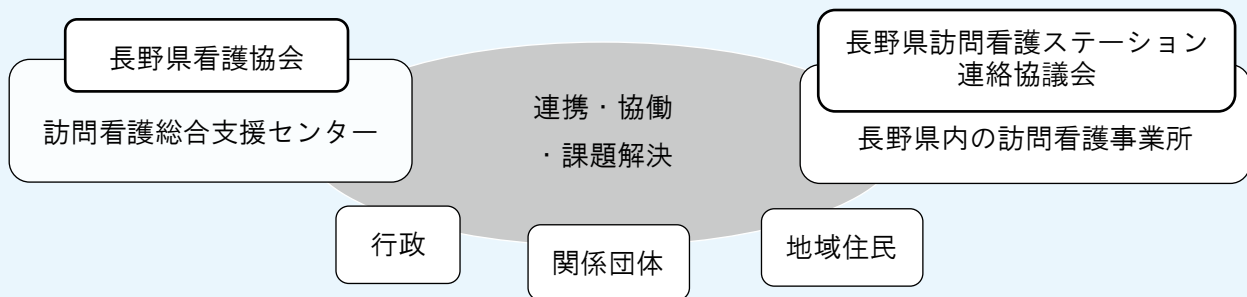 長野県看護協会
訪問看護総合支援センター
連携・協働
・課題解決
長野県訪問看護ステーション
連絡協議会
長野県内の訪問看護事業所
行政
関係団体
地域住民